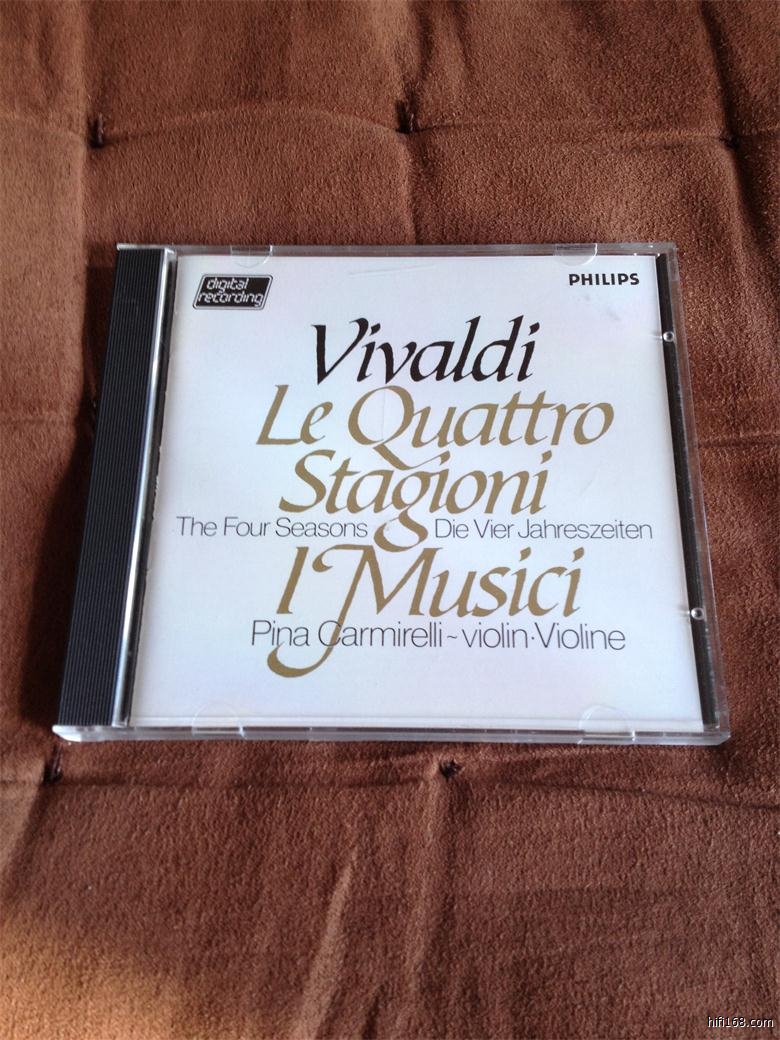 digital
recording
PHILIPS
Vivaldi
Le Quattro
Stagioni
The Four Seasons Die Vier Jahreszeiten
I Musici
Pina Carmirelli ~ violin · Violine
hifi168.com